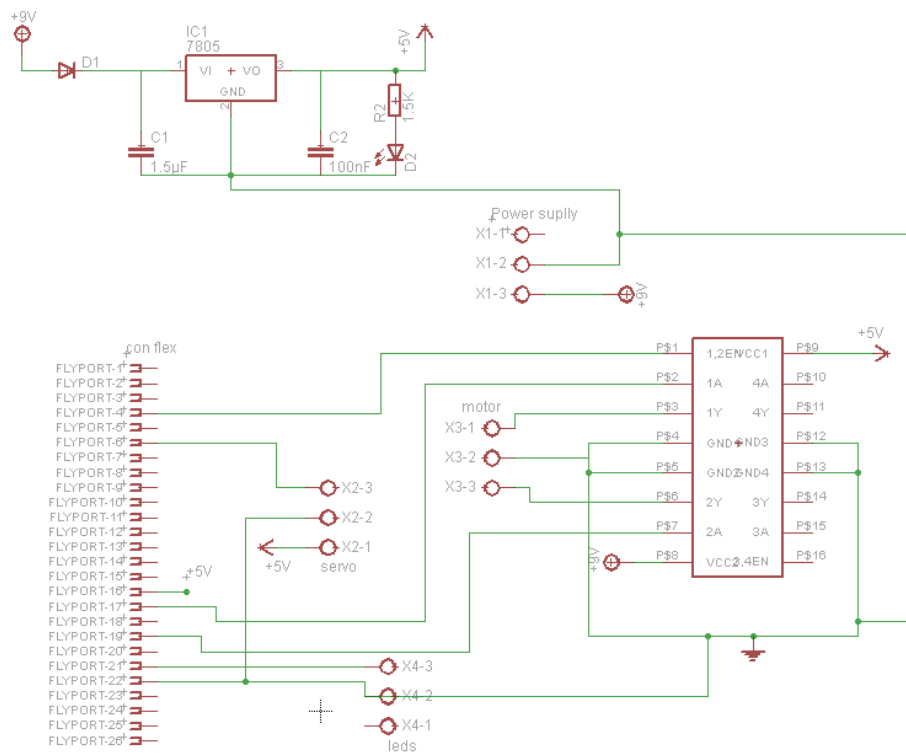 +9V
D1
IC1
7805
1 VI + VO 3
GND
2
+5V
C1
1.5µF
C2
100nF
R2
1.5K
D2
Power suplly
X1-1
X1-2
X1-3
+9V
con flex
FLYPORT-1
FLYPORT-2
FLYPORT-3
FLYPORT-4
FLYPORT-5
FLYPORT-6
FLYPORT-7
FLYPORT-8
FLYPORT-9
FLYPORT-10
FLYPORT-11
FLYPORT-12
FLYPORT-13
FLYPORT-14
FLYPORT-15
FLYPORT-16
FLYPORT-17
FLYPORT-18
FLYPORT-19
FLYPORT-20
FLYPORT-21
FLYPORT-22
FLYPORT-23
FLYPORT-24
FLYPORT-25
FLYPORT-26
+5V
X2-3
X2-2
X2-1
+5V
servo
motor
X3-1
X3-2
X3-3
X4-3
X4-2
X4-1
leds
P$1 1,2EN VCC1 P$9
+5V
P$2 1A 4A P$10
P$3 1Y 4Y P$11
P$4 GND GND3 P$12
P$5 GND2 GND4 P$13
P$6 2Y 3Y P$14
P$7 2A 3A P$15
+9V
P$8 VCC2 3,4EN P$16